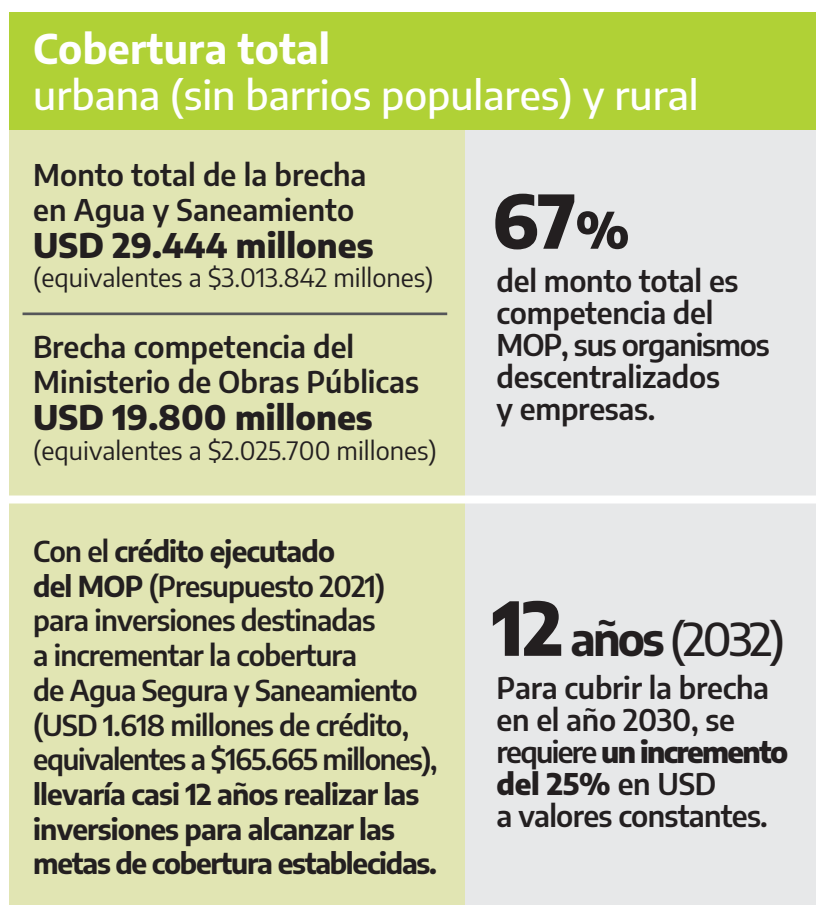 Cobertura total
urbana (sin barrios populares) y rural
Monto total de la brecha
en Agua y Saneamiento
USD 29.444 millones
(equivalentes a $3.013.842 millones)
Brecha competencia del
Ministerio de Obras Públicas
USD 19.800 millones
(equivalentes a $2.025.700 millones)
67%
del monto total es
competencia del
MOP, sus organismos
descentralizados
y empresas.
Con el crédito ejecutado
del MOP (Presupuesto 2021)
para inversiones destinadas
a incrementar la cobertura
de Agua Segura y Saneamiento
(USD 1.618 millones de crédito,
equivalentes a $165.665 millones),
llevaría casi 12 años realizar las
inversiones para alcanzar las
metas de cobertura establecidas.
12 años (2032)
Para cubrir la brecha
en el año 2030, se
requiere un incremento
del 25% en USD
a valores constantes.